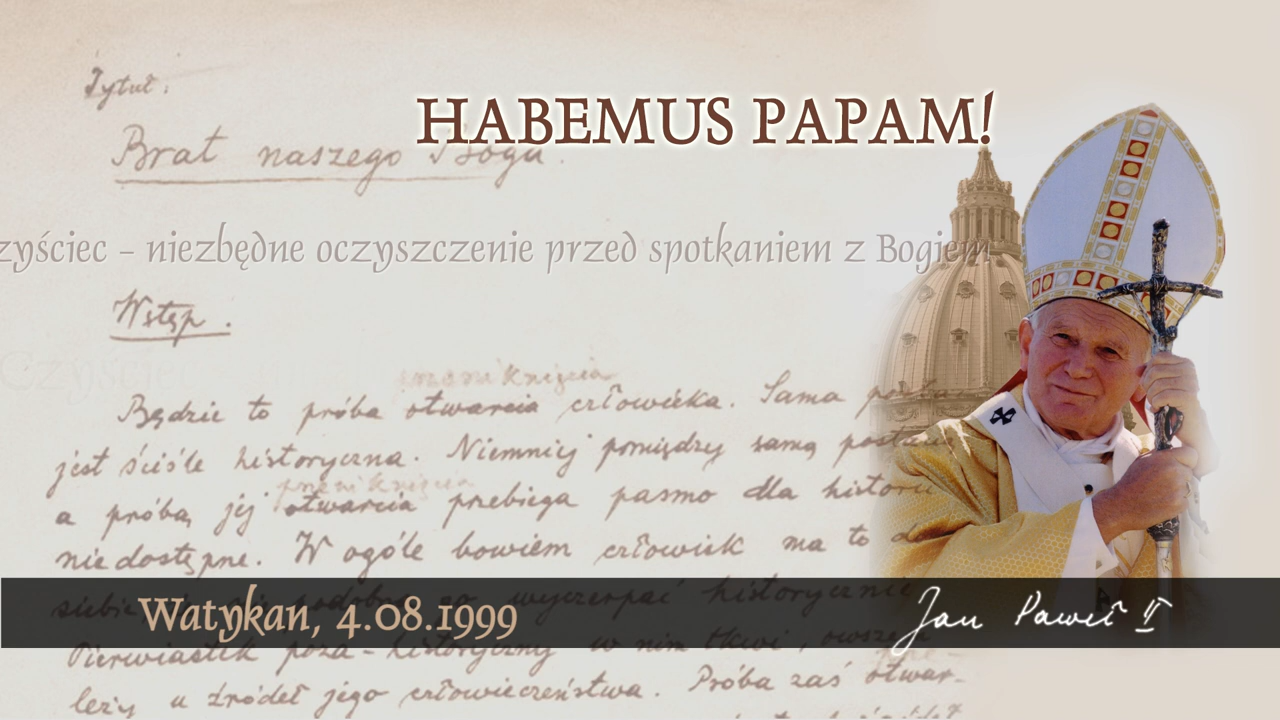 Tytuł:
HABEMUS PAPAM!
Brat naszego Boga.
zyściec – niezbędne oczyszczenie przed spotkaniem z Bogiem
Wstęp.
Czyściec
Będzie to próba otwarcia człowieka. Sama
jest ściśle historyczna. Niemniej pomiędzy samą
a próbą jej otwarcia przebiega pasmo dla
niedostępne. W ogóle bowiem człowiek ma to
Watykan, 4.08.1999
Jan Paweł II
wyczerpać historycznie
Pierwiastek poza-historyczny w nim tkwi, owszem
leży u źródeł jego człowieczeństwa. Próba zaś otwar-